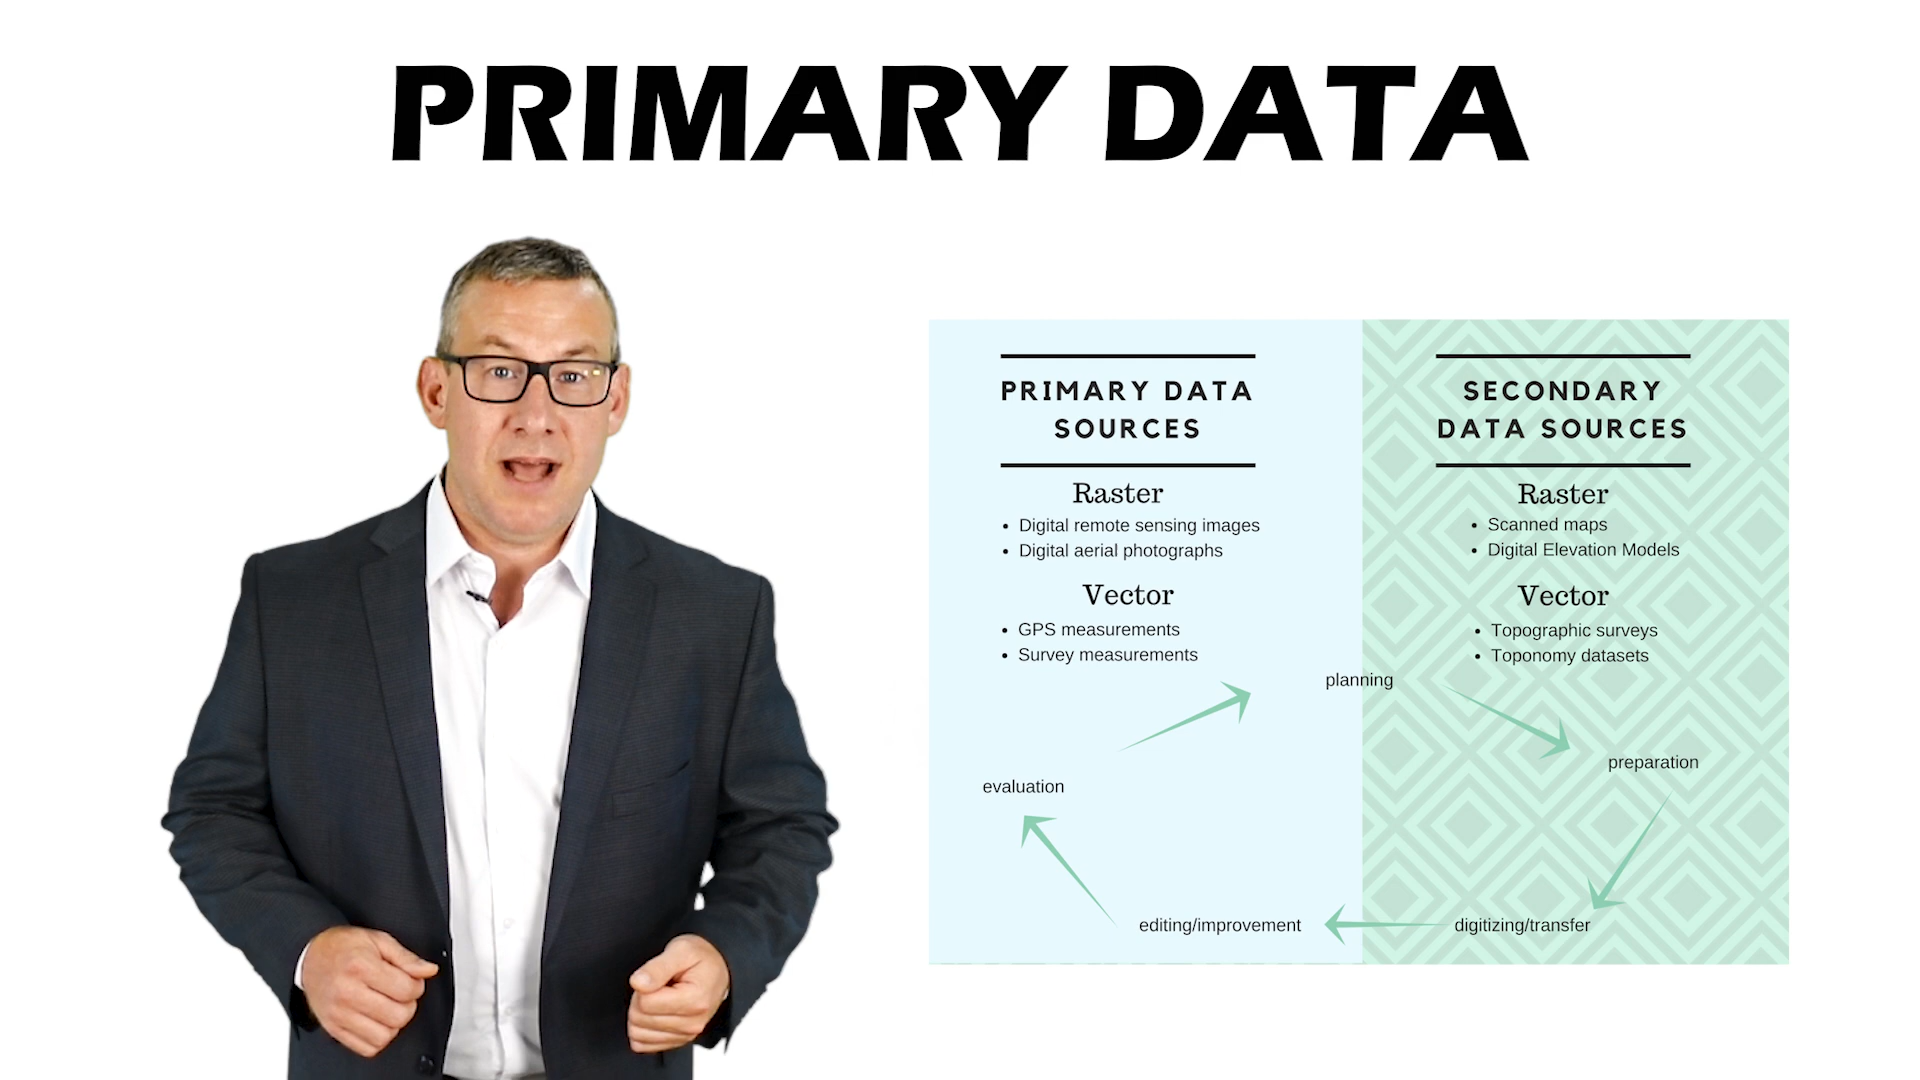 PRIMARY DATA
PRIMARY DATA
SOURCES
Raster
• Digital remote sensing images
• Digital aerial photographs
Vector
• GPS measurements
• Survey measurements
SECONDARY
DATA SOURCES
Raster
• Scanned maps
• Digital Elevation Models
Vector
• Topographic surveys
• Toponomy datasets
planning
preparation
digitizing/transfer
editing/improvement
evaluation